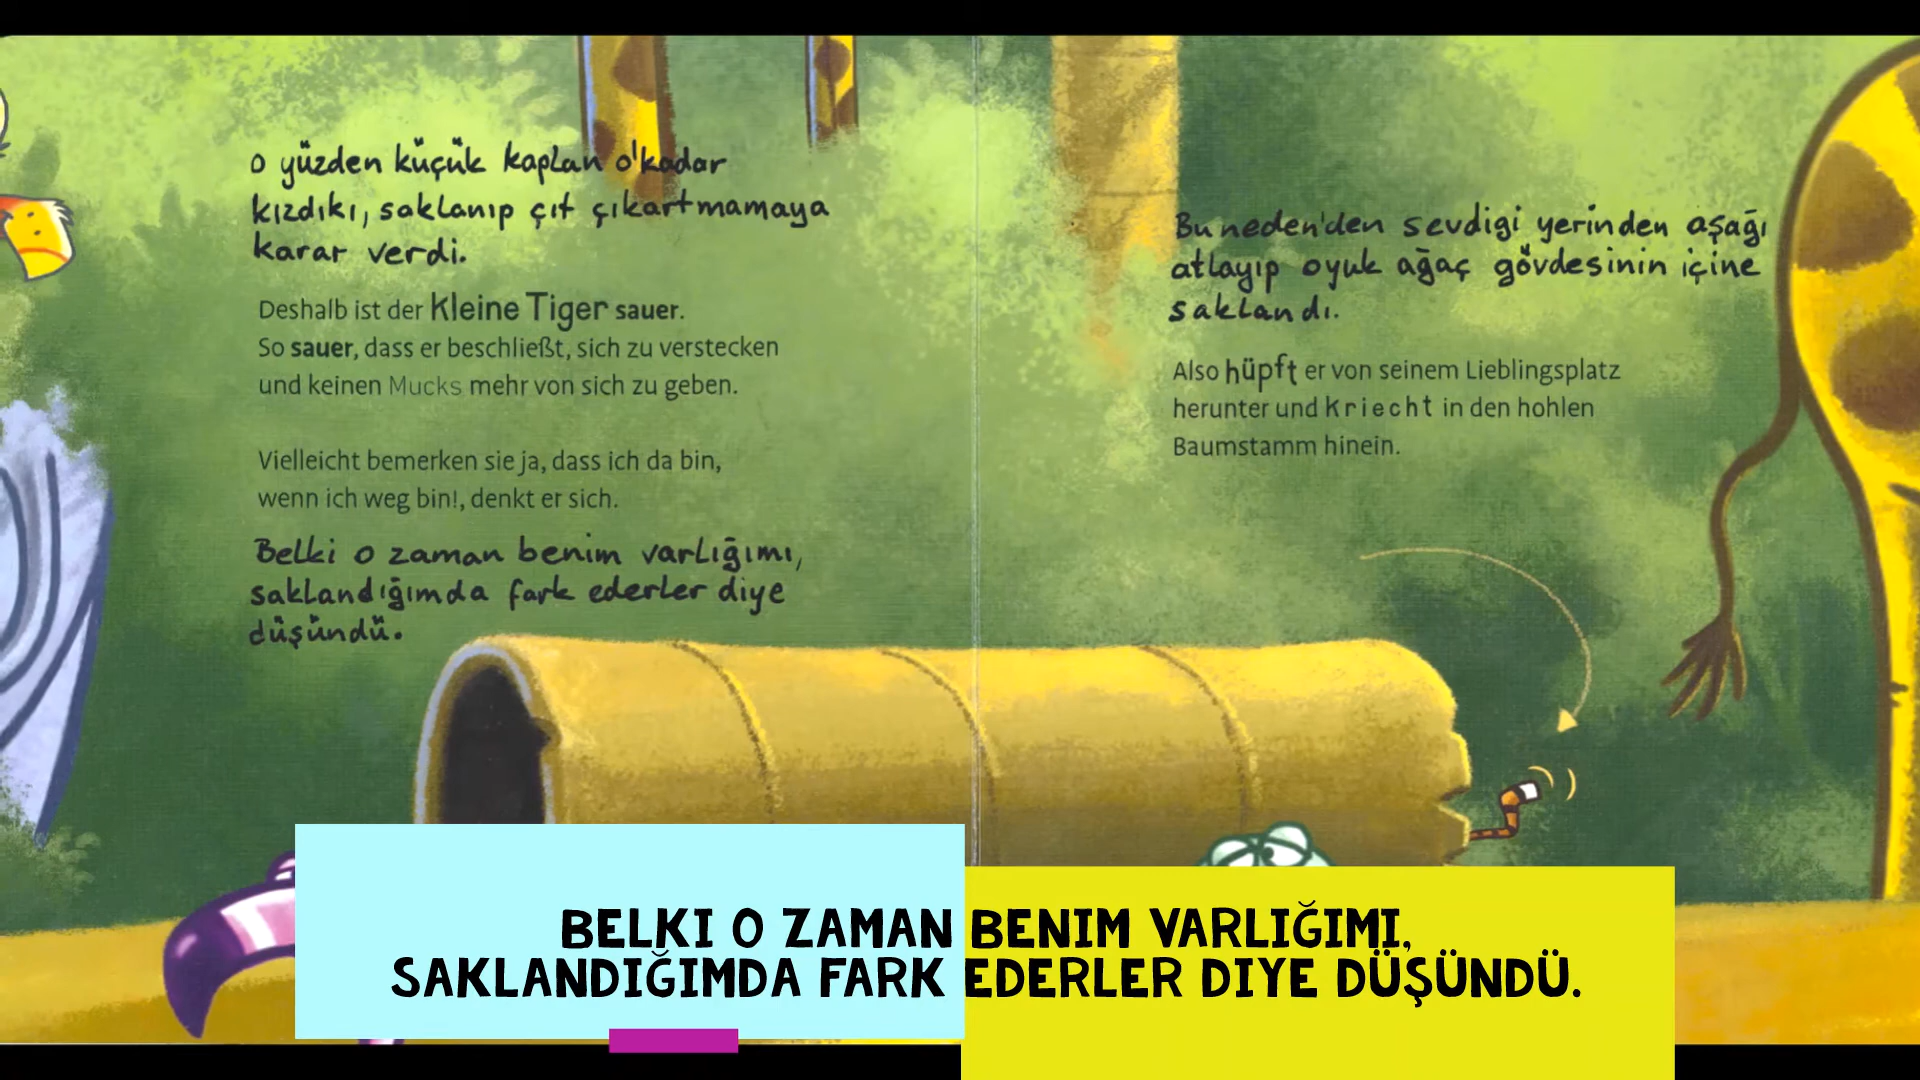 o yüzden küçük kaplan o'kadar
kızdıkı, saklanıp çıt çıkartmamaya
karar verdi.
Deshalb ist der Kleine Tiger sauer.
So sauer, dass er beschließt, sich zu verstecken
und keinen Mucks mehr von sich zu geben.
Vielleicht bemerken sie ja, dass ich da bin,
wenn ich weg bin!, denkt er sich.
Belki o zaman benim varlığımı,
saklandığımda fark ederler diye
düşündü.
Bu neden'den sevdigi yerinden aşağı
atlayıp oyuk ağaç gövdesinin içine
saklandı.
Also hüpft er von seinem Lieblingsplatz
herunter und kriecht in den hohlen
Baumstamm hinein.
BELKI O ZAMAN BENIM VARLIĞIMI,
SAKLANDIĞIMDA FARK EDERLER DIYE DÜŞÜNDÜ.